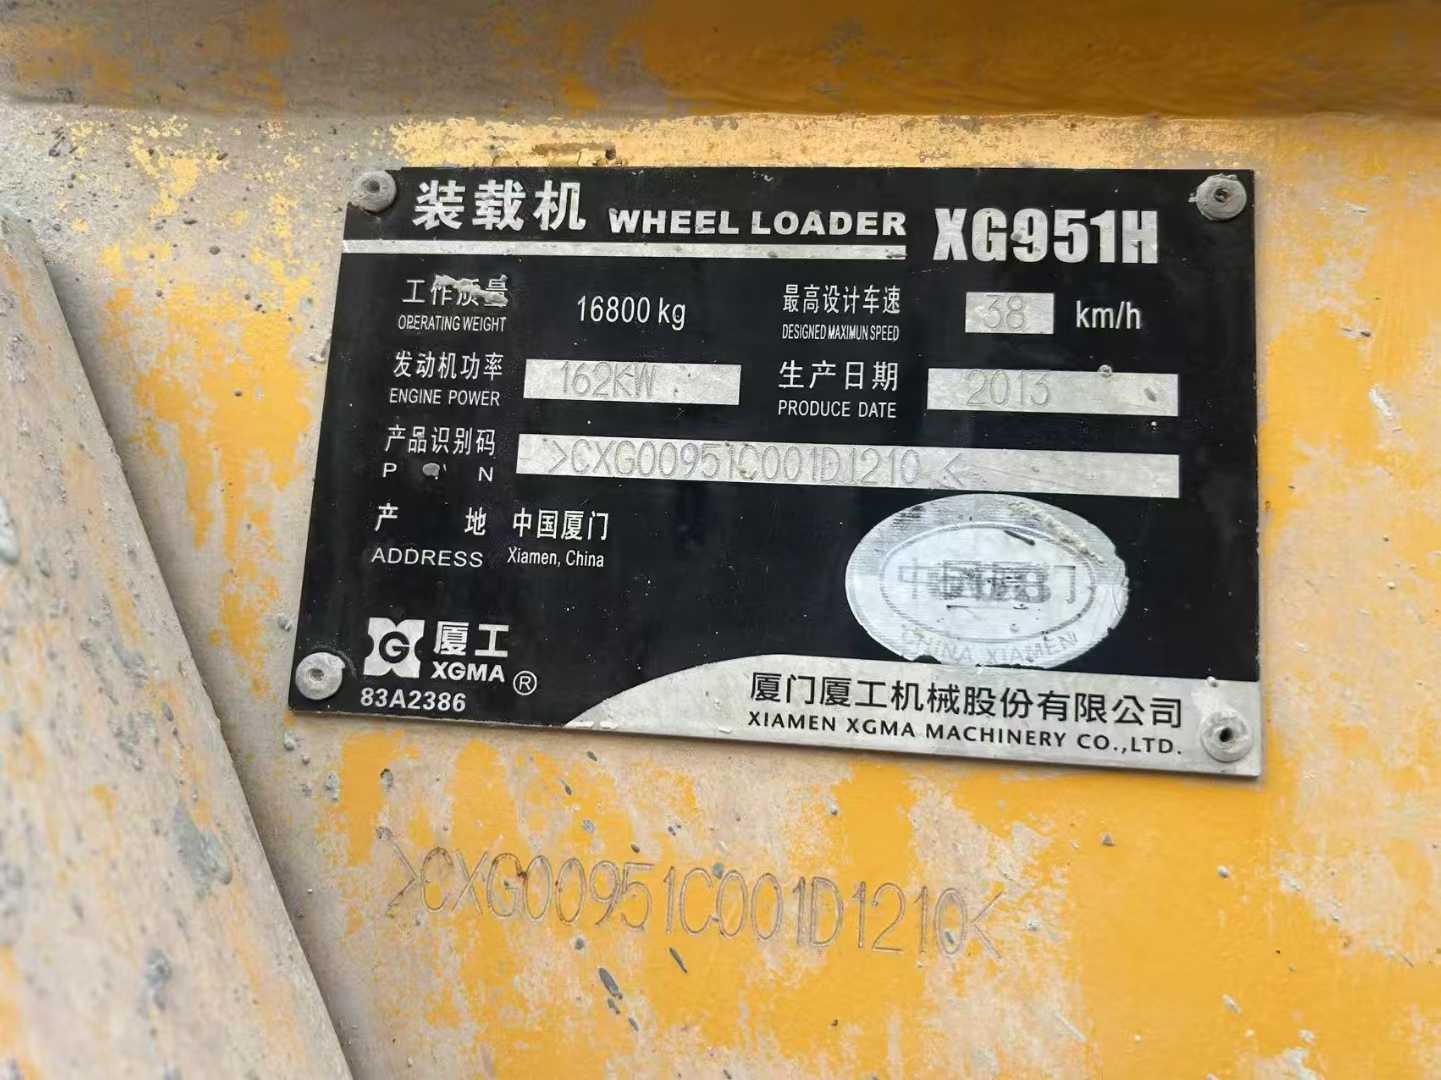 装载机 WHEEL LOADER XG951H
工作质量 16800 kg 最高设计车速 38 km/h
OPERATING WEIGHT DESIGNED MAXIMUN SPEED
发动机功率 162KW 生产日期 2013
ENGINE POWER PRODUCE DATE
产品识别码 >CXG00951C001D1210<
P I N
产 地 中国厦门
ADDRESS Xiamen, China
中国厦门
CHINA XIAMEN
G 厦工
XGMA ®
83A2386
厦门厦工机械股份有限公司
XIAMEN XGMA MACHINERY CO.,LTD.
>CXG00951C001D1210<